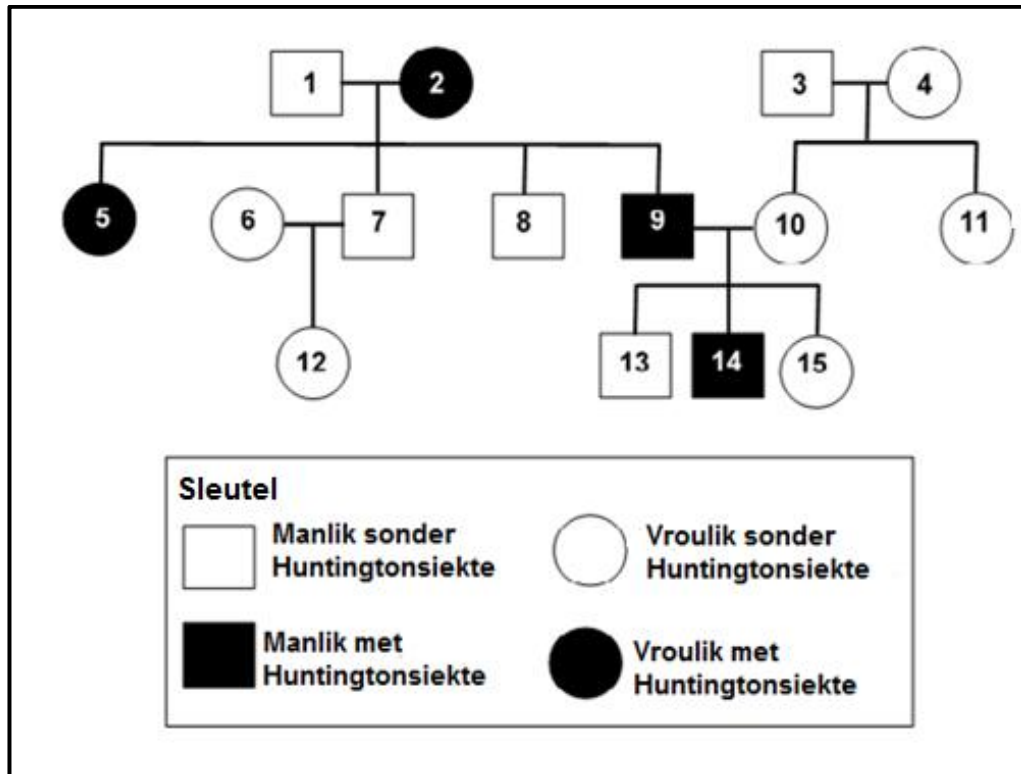 1 2 3 4
5 6 7 8 9 10 11
12 13 14 15
Sleutel
Manlik sonder
Huntingtonsiekte
Vroulik sonder
Huntingtonsiekte
Manlik met
Huntingtonsiekte
Vroulik met
Huntingtonsiekte